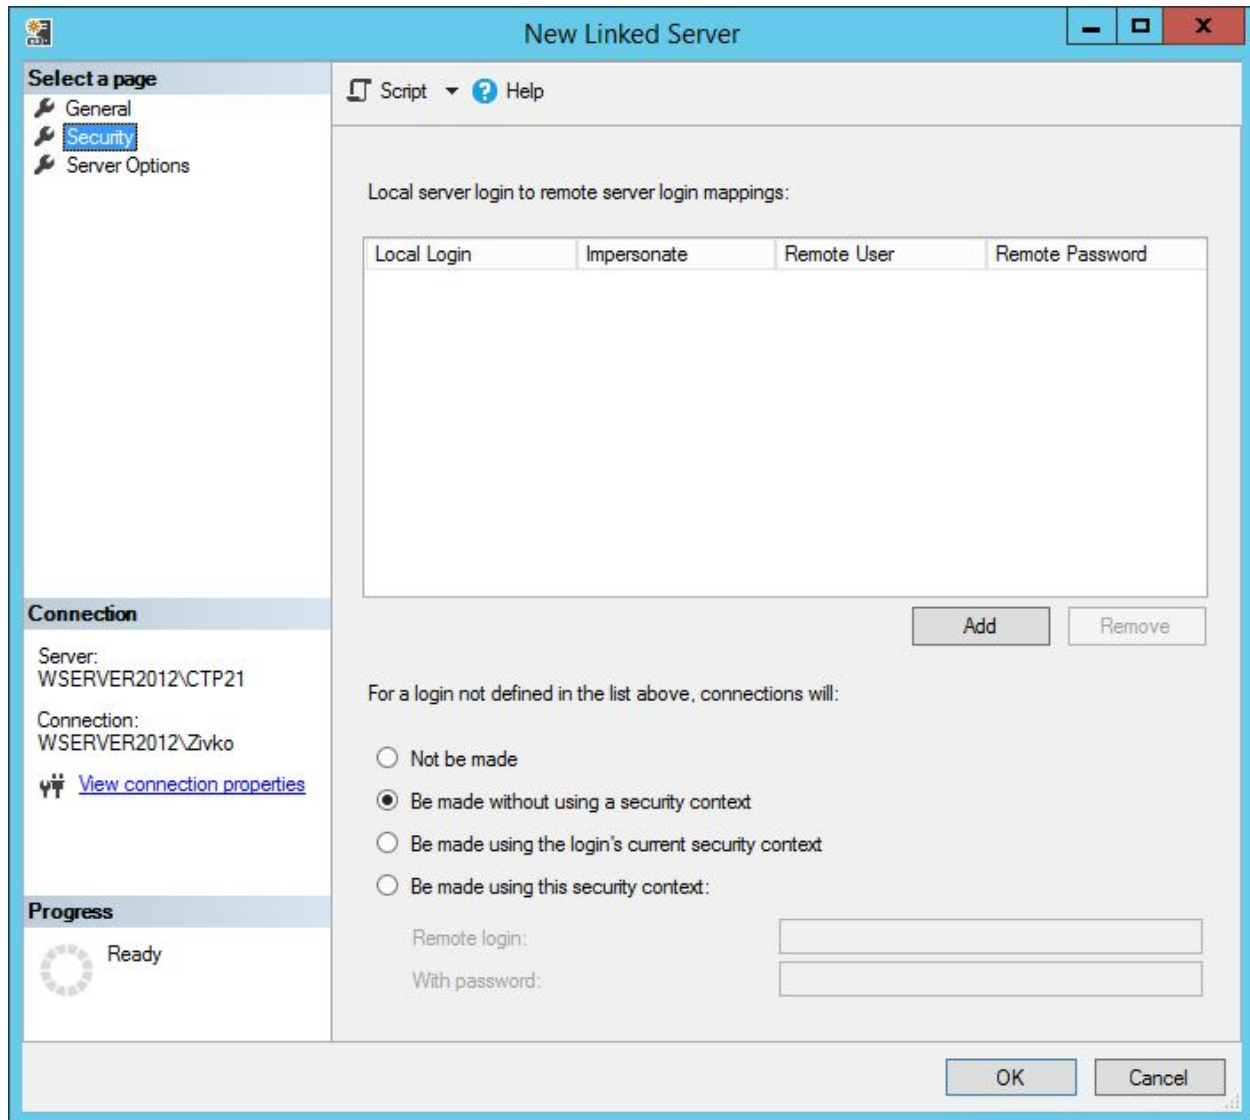 New Linked Server
Select a page
General
Security
Server Options
Script
Help
Local server login to remote server login mappings:
Local Login Impersonate Remote User Remote Password
Add Remove
Connection
Server:
WSERVER2012\CTP21
Connection:
WSERVER2012\Zivko
View connection properties
For a login not defined in the list above, connections will:
Not be made
Be made without using a security context
Be made using the login's current security context
Be made using this security context:
Remote login:
With password:
Progress
Ready
OK Cancel